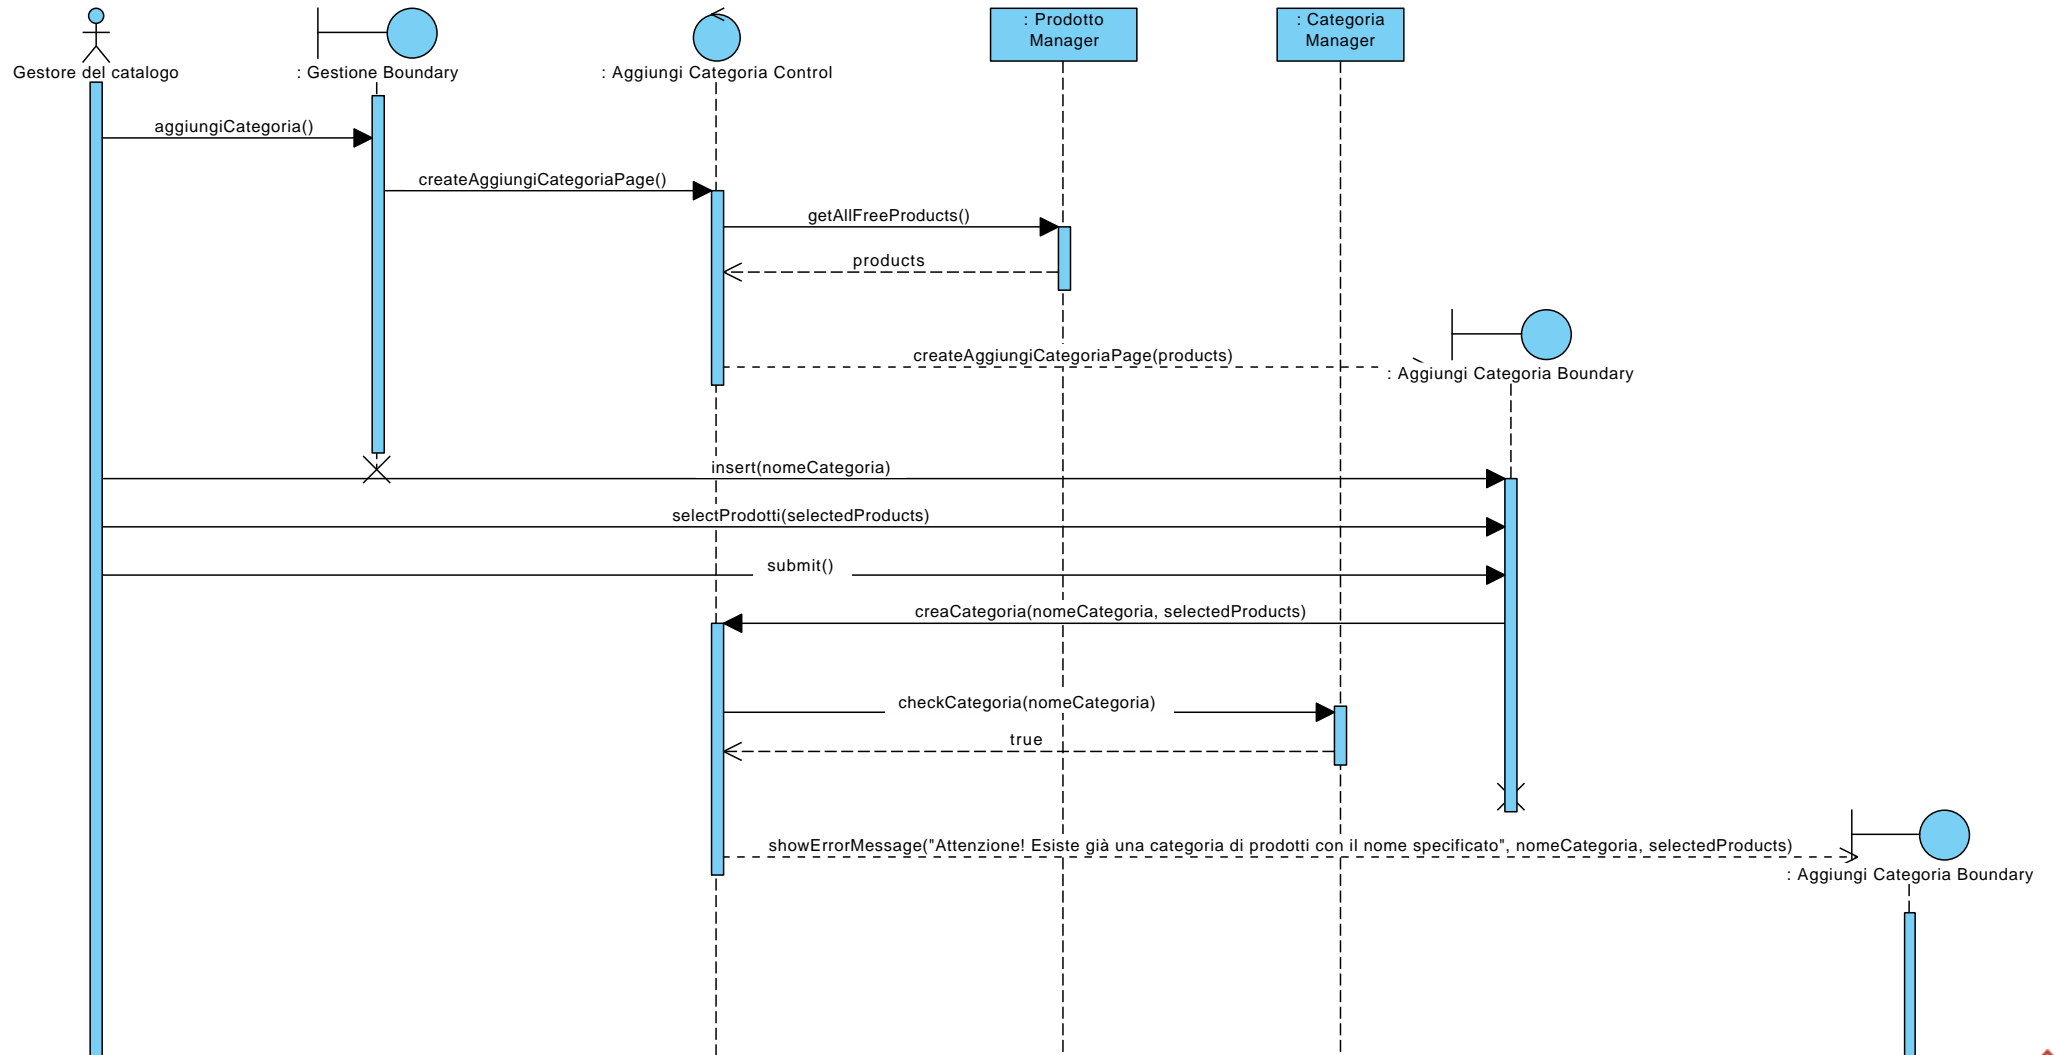 : Prodotto
Manager
: Categoria
Manager
Gestore del catalogo
: Gestione Boundary
: Aggiungi Categoria Control
aggiungiCategoria()
createAggiungiCategoriaPage()
getAllFreeProducts()
products
createAggiungiCategoriaPage(products)
: Aggiungi Categoria Boundary
insert(nomeCategoria)
selectProdotti(selectedProducts)
submit()
creaCategoria(nomeCategoria, selectedProducts)
checkCategoria(nomeCategoria)
true
showErrorMessage("Attenzione! Esiste già una categoria di prodotti con il nome specificato", nomeCategoria, selectedProducts)
: Aggiungi Categoria Boundary